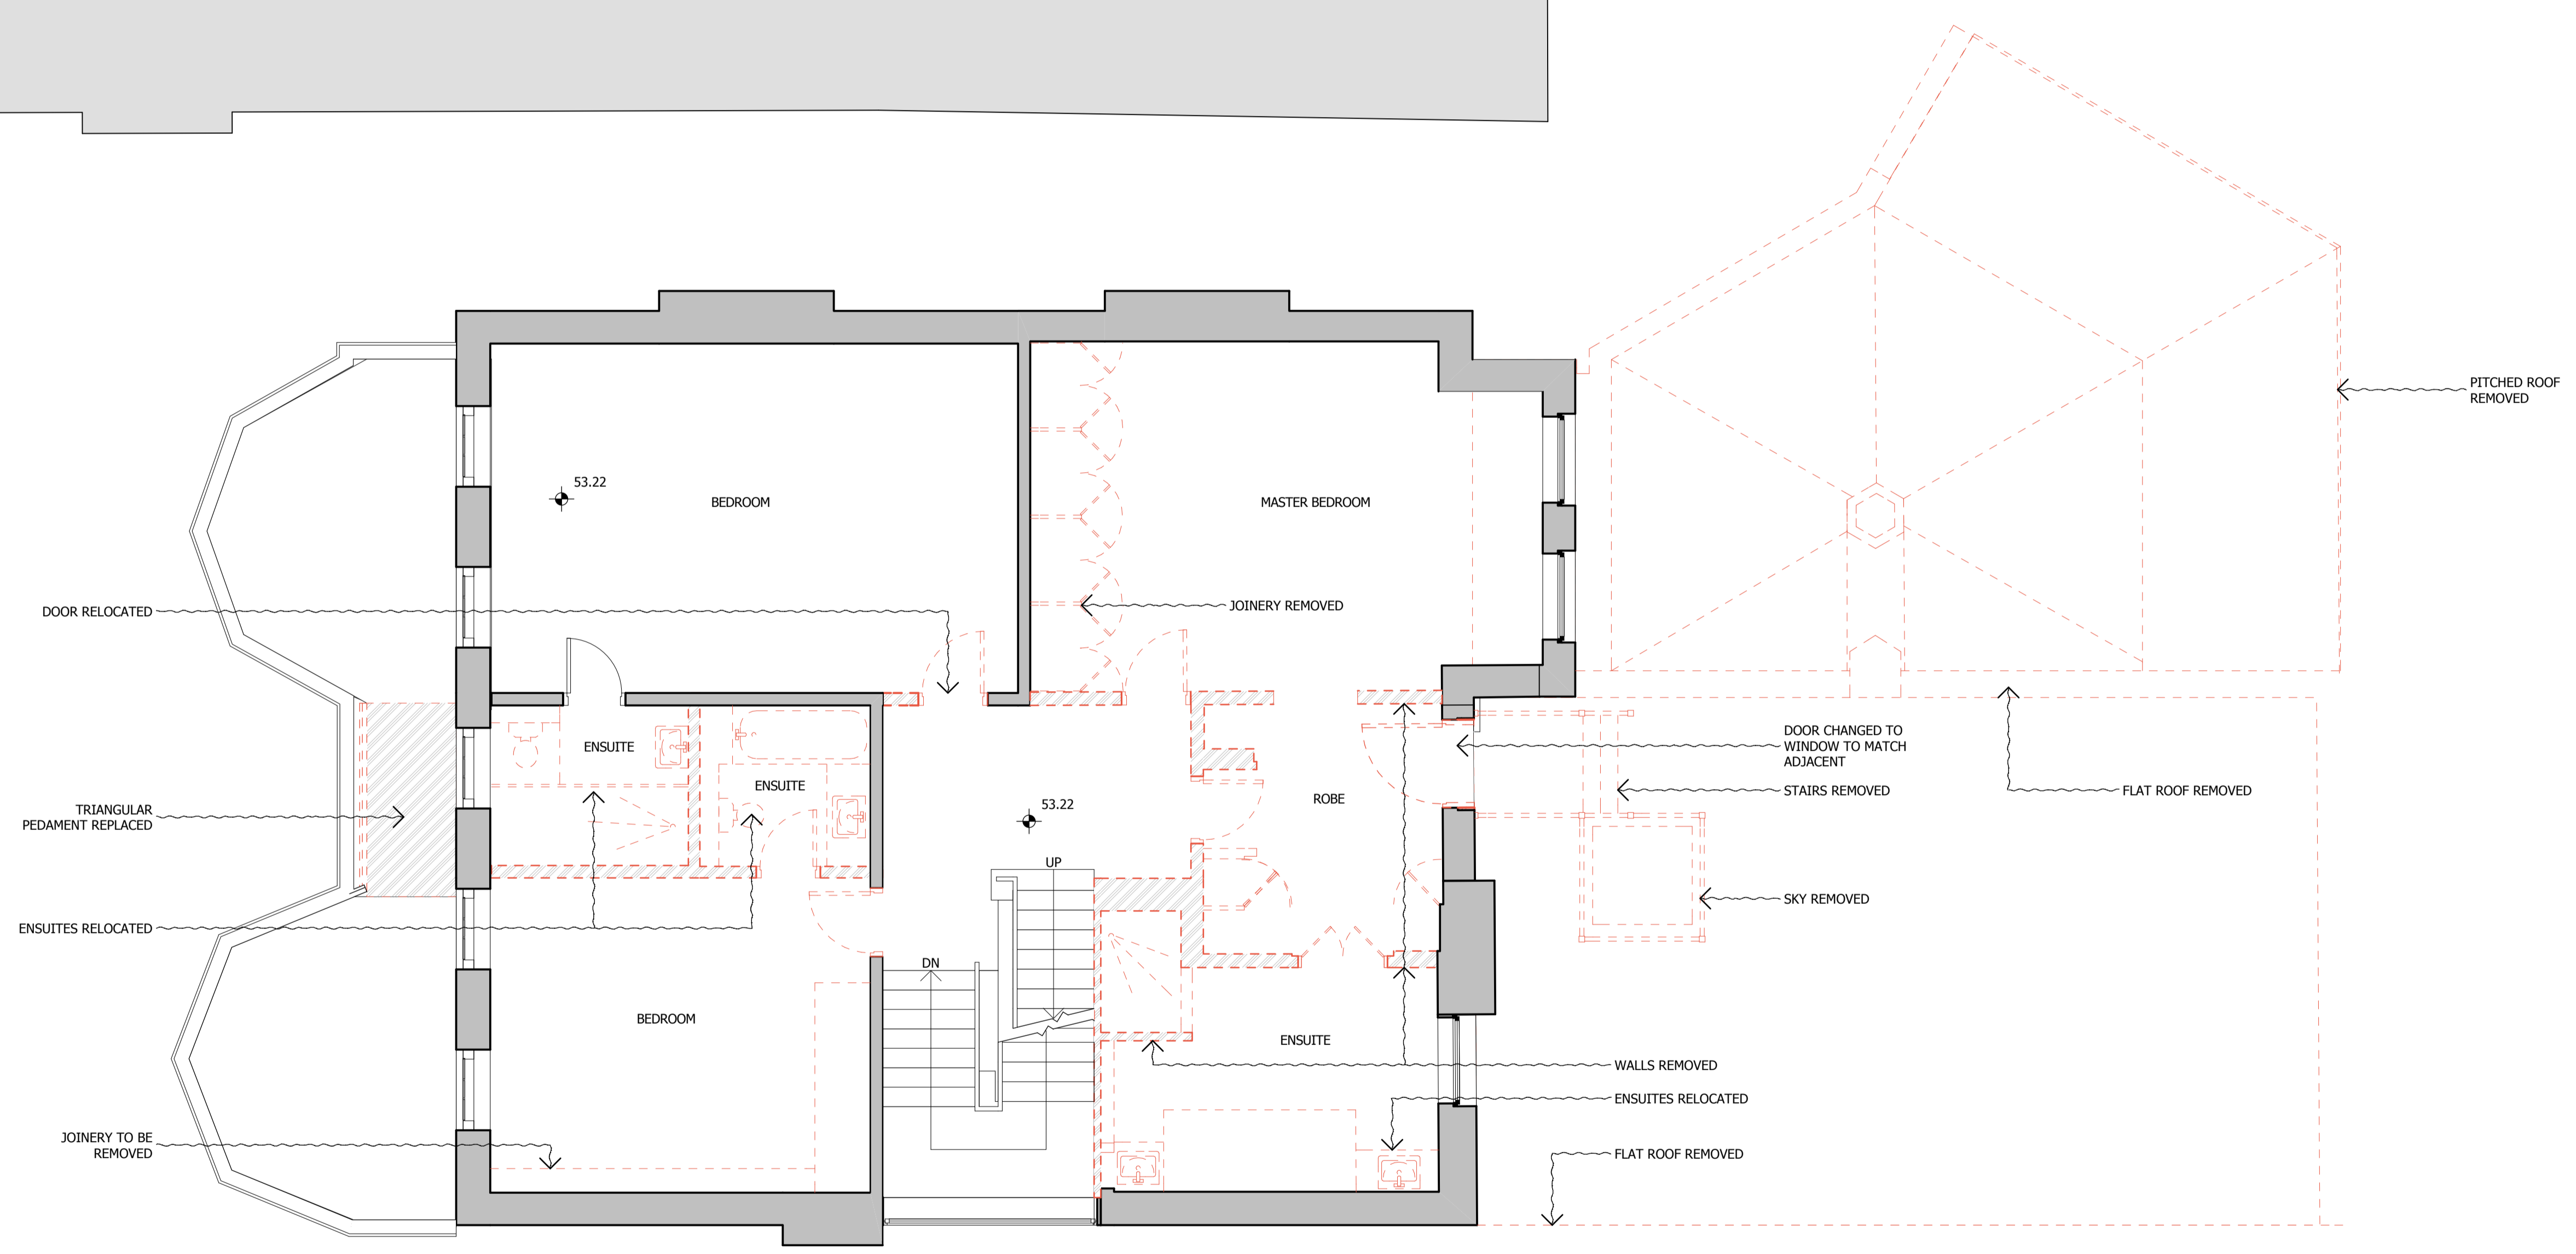 PITCHED ROOF
REMOVED
53.22
BEDROOM
MASTER BEDROOM
DOOR RELOCATED
JOINERY REMOVED
ENSUITE
ENSUITE
ROBE
DOOR CHANGED TO
WINDOW TO MATCH
ADJACENT
STAIRS REMOVED
FLAT ROOF REMOVED
TRIANGULAR
PEDAMENT REPLACED
53.22
UP
SKY REMOVED
ENSUITES RELOCATED
DN
BEDROOM
ENSUITE
WALLS REMOVED
ENSUITES RELOCATED
JOINERY TO BE
REMOVED
FLAT ROOF REMOVED